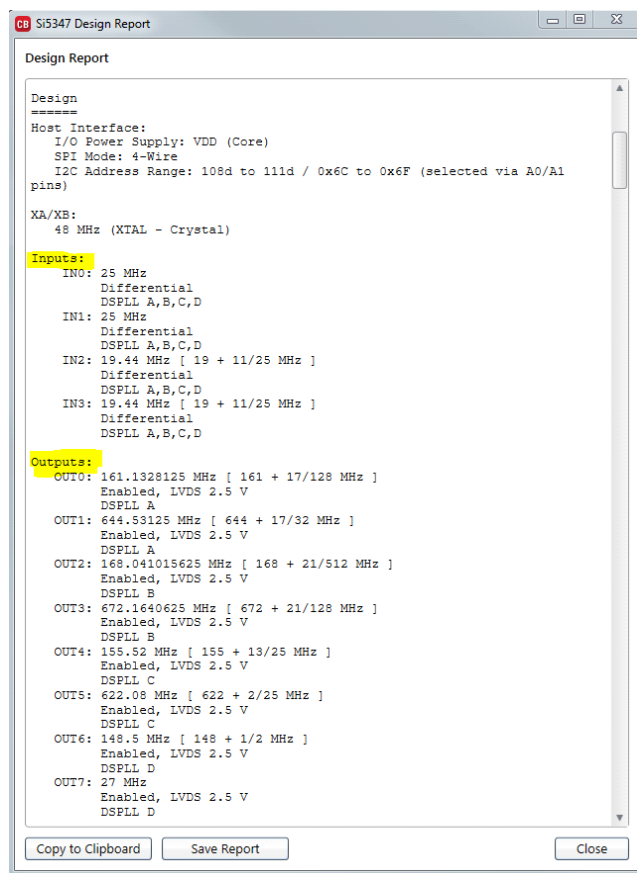 CB Si5347 Design Report
Design Report
Design
======
Host Interface:
I/O Power Supply: VDD (Core)
SPI Mode: 4-Wire
I2C Address Range: 108d to 111d / 0x6C to 0x6F (selected via A0/A1
pins)
XA/XB:
48 MHz (XTAL - Crystal)
Inputs:
IN0: 25 MHz
Differential
DSPLL A,B,C,D
IN1: 25 MHz
Differential
DSPLL A,B,C,D
IN2: 19.44 MHz [ 19 + 11/25 MHz ]
Differential
DSPLL A,B,C,D
IN3: 19.44 MHz [ 19 + 11/25 MHz ]
Differential
DSPLL A,B,C,D
Outputs:
OUT0: 161.1328125 MHz [ 161 + 17/128 MHz ]
Enabled, LVDS 2.5 V
DSPLL A
OUT1: 644.53125 MHz [ 644 + 17/32 MHz ]
Enabled, LVDS 2.5 V
DSPLL A
OUT2: 168.041015625 MHz [ 168 + 21/512 MHz ]
Enabled, LVDS 2.5 V
DSPLL B
OUT3: 672.1640625 MHz [ 672 + 21/128 MHz ]
Enabled, LVDS 2.5 V
DSPLL B
OUT4: 155.52 MHz [ 155 + 13/25 MHz ]
Enabled, LVDS 2.5 V
DSPLL C
OUT5: 622.08 MHz [ 622 + 2/25 MHz ]
Enabled, LVDS 2.5 V
DSPLL C
OUT6: 148.5 MHz [ 148 + 1/2 MHz ]
Enabled, LVDS 2.5 V
DSPLL D
OUT7: 27 MHz
Enabled, LVDS 2.5 V
DSPLL D
Copy to Clipboard Save Report Close